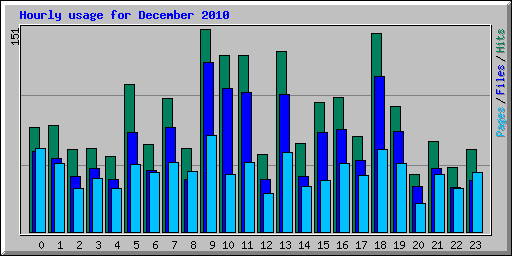 Hourly usage for December 2010
151
Pages / Files / Hits
0 1 2 3 4 5 6 7 8 9 10 11 12 13 14 15 16 17 18 19 20 21 22 23